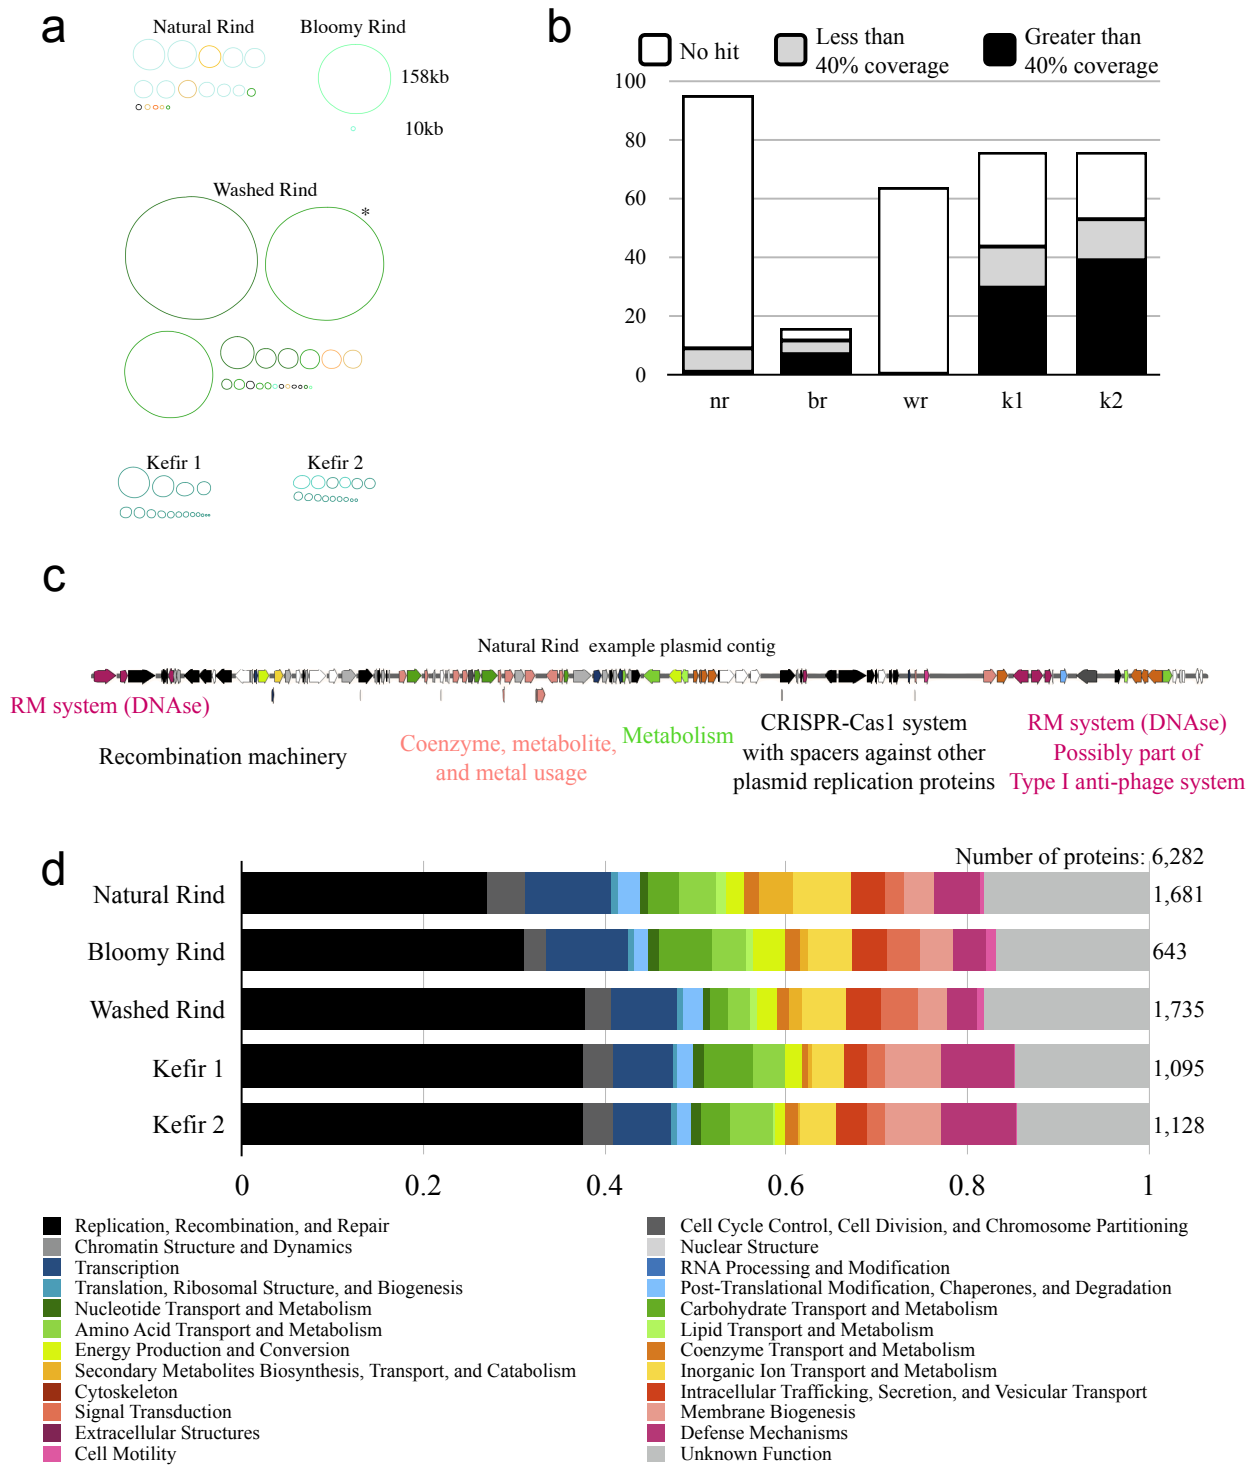 a
Natural Rind
Bloomy Rind
158kb
10kb
Washed Rind
*
Kefir 1
Kefir 2
b
No hit
Less than
40% coverage
Greater than
40% coverage
100
80
60
40
20
0
nr
br
wr
k1
k2
c
Natural Rind example plasmid contig
RM system (DNAse)
Recombination machinery
Coenzyme, metabolite,
and metal usage
Metabolism
CRISPR-Cas1 system
with spacers against other
plasmid replication proteins
RM system (DNAse)
Possibly part of
Type I anti-phage system
d
Number of proteins: 6,282
Natural Rind
1,681
Bloomy Rind
643
Washed Rind
1,735
Kefir 1
1,095
Kefir 2
1,128
0
0.2
0.4
0.6
0.8
1
Replication, Recombination, and Repair
Chromatin Structure and Dynamics
Transcription
Translation, Ribosomal Structure, and Biogenesis
Nucleotide Transport and Metabolism
Amino Acid Transport and Metabolism
Energy Production and Conversion
Secondary Metabolites Biosynthesis, Transport, and Catabolism
Cytoskeleton
Signal Transduction
Extracellular Structures
Cell Motility
Cell Cycle Control, Cell Division, and Chromosome Partitioning
Nuclear Structure
RNA Processing and Modification
Post-Translational Modification, Chaperones, and Degradation
Carbohydrate Transport and Metabolism
Lipid Transport and Metabolism
Coenzyme Transport and Metabolism
Inorganic Ion Transport and Metabolism
Intracellular Trafficking, Secretion, and Vesicular Transport
Membrane Biogenesis
Defense Mechanisms
Unknown Function